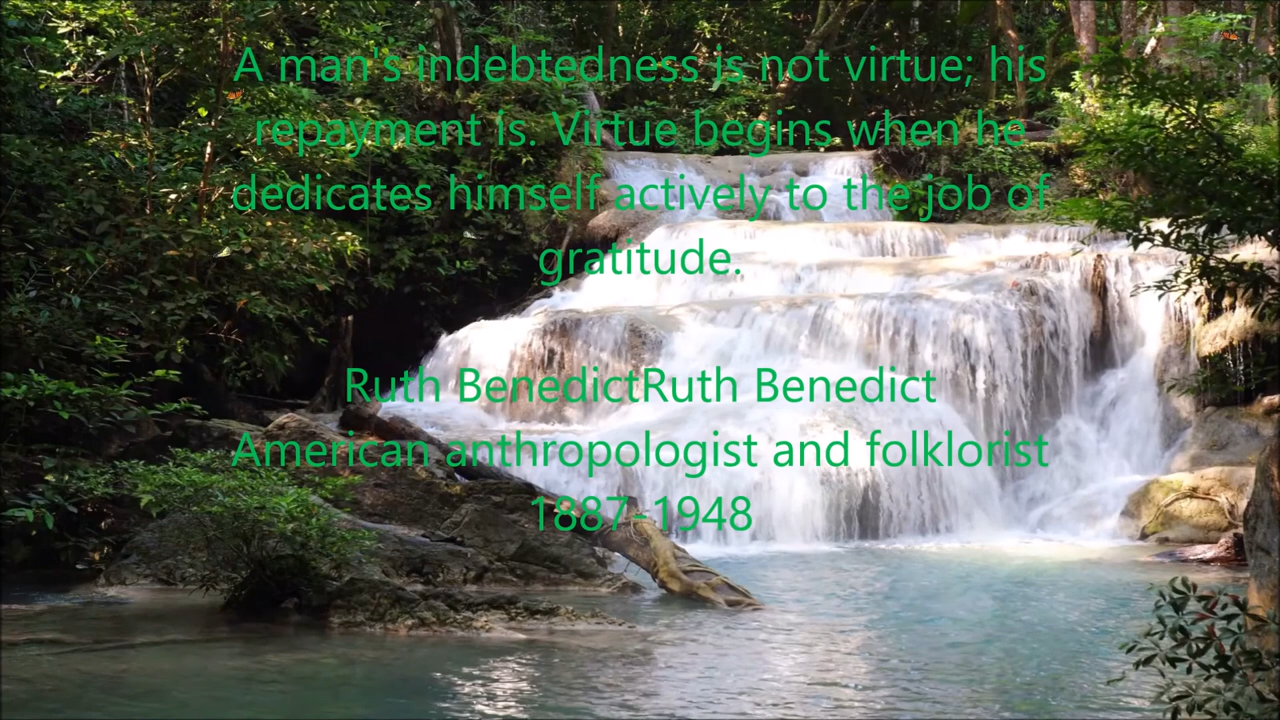 A man's indebtedness is not virtue; his
repayment is. Virtue begins when he
dedicates himself actively to the job of
gratitude.
Ruth BenedictRuth Benedict
American anthropologist and folklorist
1887-1948